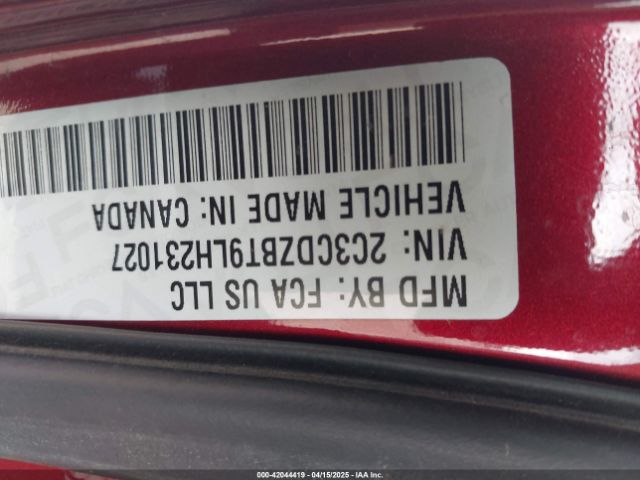 MFD BY: FCA US LLC
VIN: 2C3CDZBT9LH231027
VEHICLE MADE IN: CANADA
000-42044419 | 04/15/2025 - IAA Inc.